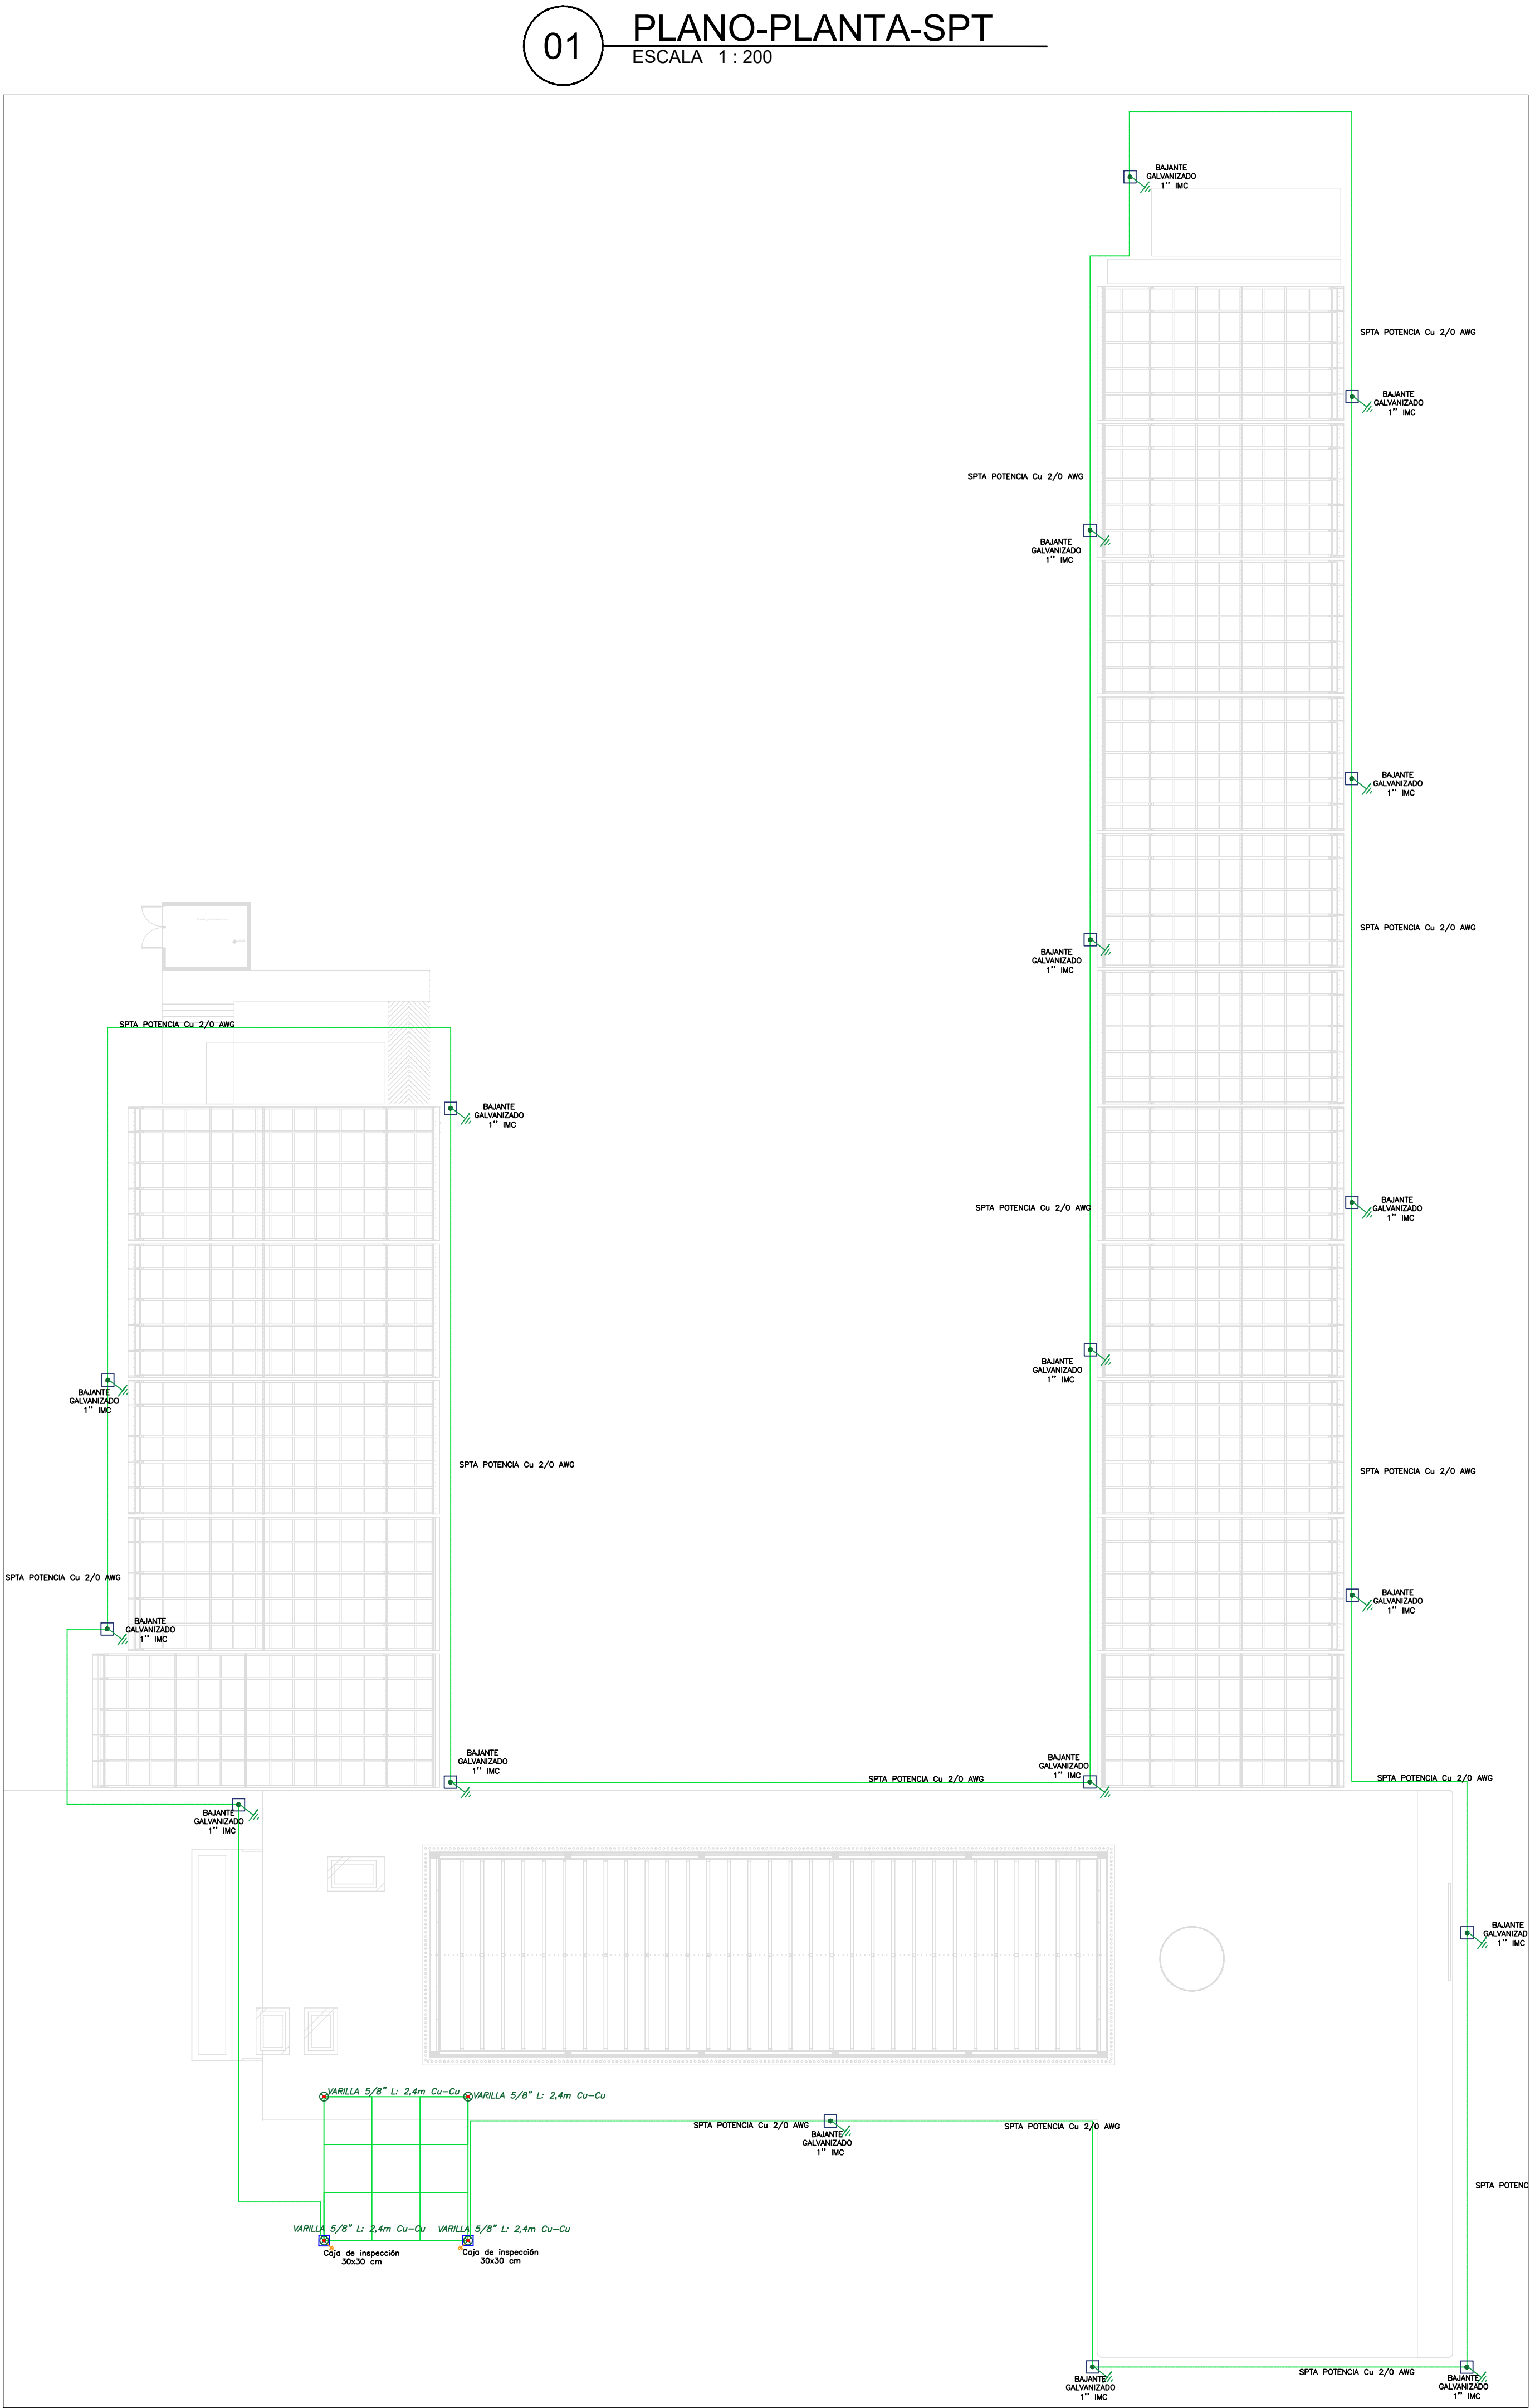 01
PLANO-PLANTA-SPT
ESCALA 1 : 200
BAJANTE
GALVANIZADO
1'' IMC
SPTA POTENCIA Cu 2/0 AWG
BAJANTE
GALVANIZADO
1'' IMC
SPTA POTENCIA Cu 2/0 AWG
BAJANTE
GALVANIZADO
1'' IMC
BAJANTE
GALVANIZADO
1'' IMC
SPTA POTENCIA Cu 2/0 AWG
BAJANTE
GALVANIZADO
1'' IMC
SPTA POTENCIA Cu 2/0 AWG
BAJANTE
GALVANIZADO
1'' IMC
BAJANTE
GALVANIZADO
1'' IMC
SPTA POTENCIA Cu 2/0 AWG
BAJANTE
GALVANIZADO
1'' IMC
BAJANTE
GALVANIZADO
1'' IMC
SPTA POTENCIA Cu 2/0 AWG
SPTA POTENCIA Cu 2/0 AWG
SPTA POTENCIA Cu 2/0 AWG
BAJANTE
GALVANIZADO
1'' IMC
BAJANTE
GALVANIZADO
1'' IMC
BAJANTE
GALVANIZADO
1'' IMC
BAJANTE
GALVANIZADO
1'' IMC
SPTA POTENCIA Cu 2/0 AWG
SPTA POTENCIA Cu 2/0 AWG
BAJANTE
GALVANIZADO
1'' IMC
BAJANTE
GALVANIZADO
1'' IMC
BAJANTE
GALVANIZADO
1'' IMC
VARILLA 5/8" L: 2,4m Cu-Cu
VARILLA 5/8" L: 2,4m Cu-Cu
SPTA POTENCIA Cu 2/0 AWG
SPTA POTENCIA Cu 2/0 AWG
BAJANTE
GALVANIZADO
1'' IMC
SPTA POTENC
VARILLA 5/8" L: 2,4m Cu-Cu
VARILLA 5/8" L: 2,4m Cu-Cu
Caja de inspección
30x30 cm
Caja de inspección
30x30 cm
SPTA POTENCIA Cu 2/0 AWG
BAJANTE
GALVANIZADO
1'' IMC
BAJANTE
GALVANIZADO
1'' IMC